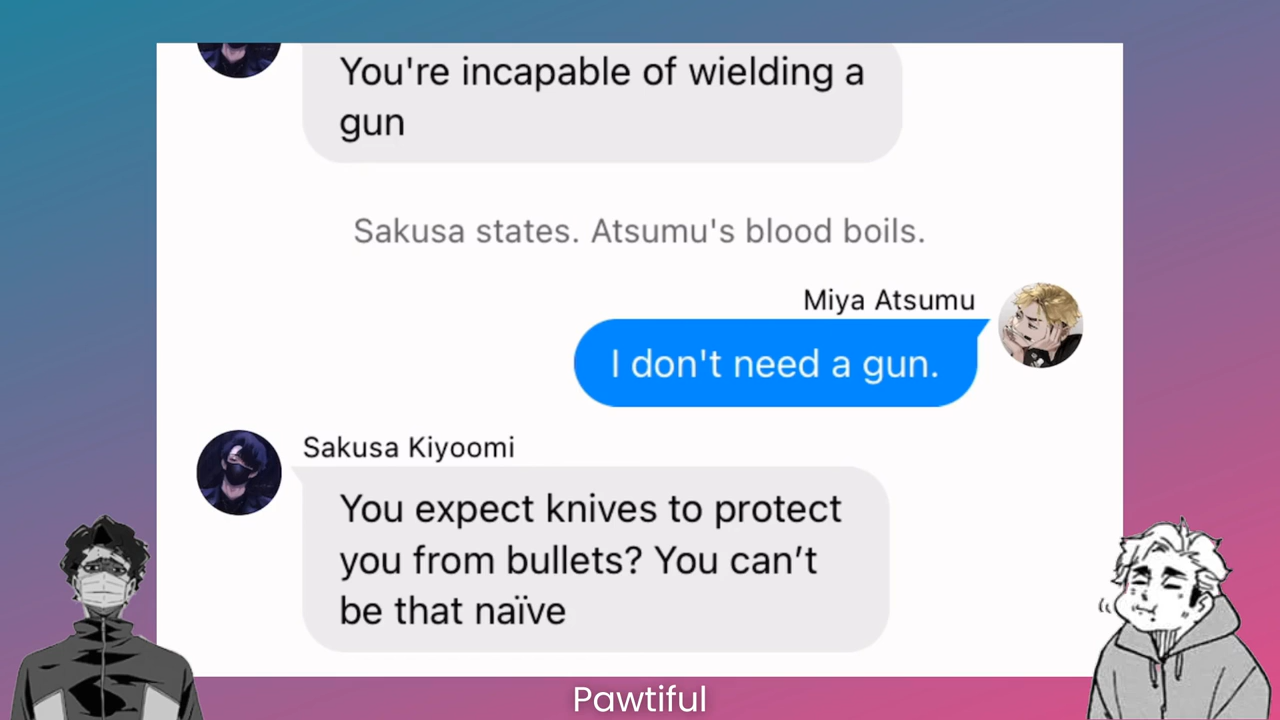 You're incapable of wielding a
gun
Sakusa states. Atsumu's blood boils.
Miya Atsumu
I don't need a gun.
Sakusa Kiyoomi
You expect knives to protect
you from bullets? You can’t
be that naïve
Pawtiful